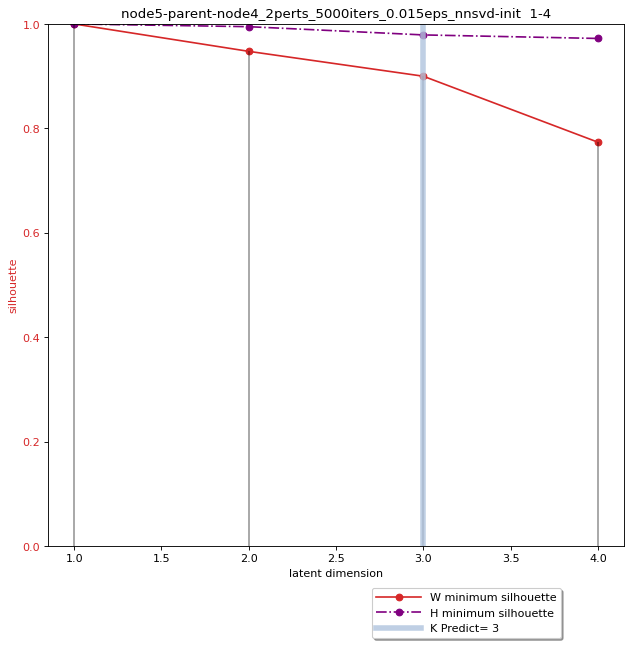 node5-parent-node4_2perts_5000iters_0.015eps_nnsvd-init  1-4
1.0
0.8
0.6
0.4
0.2
0.0
silhouette
1.0 1.5 2.0 2.5 3.0 3.5 4.0
latent dimension
W minimum silhouette
H minimum silhouette
K Predict= 3